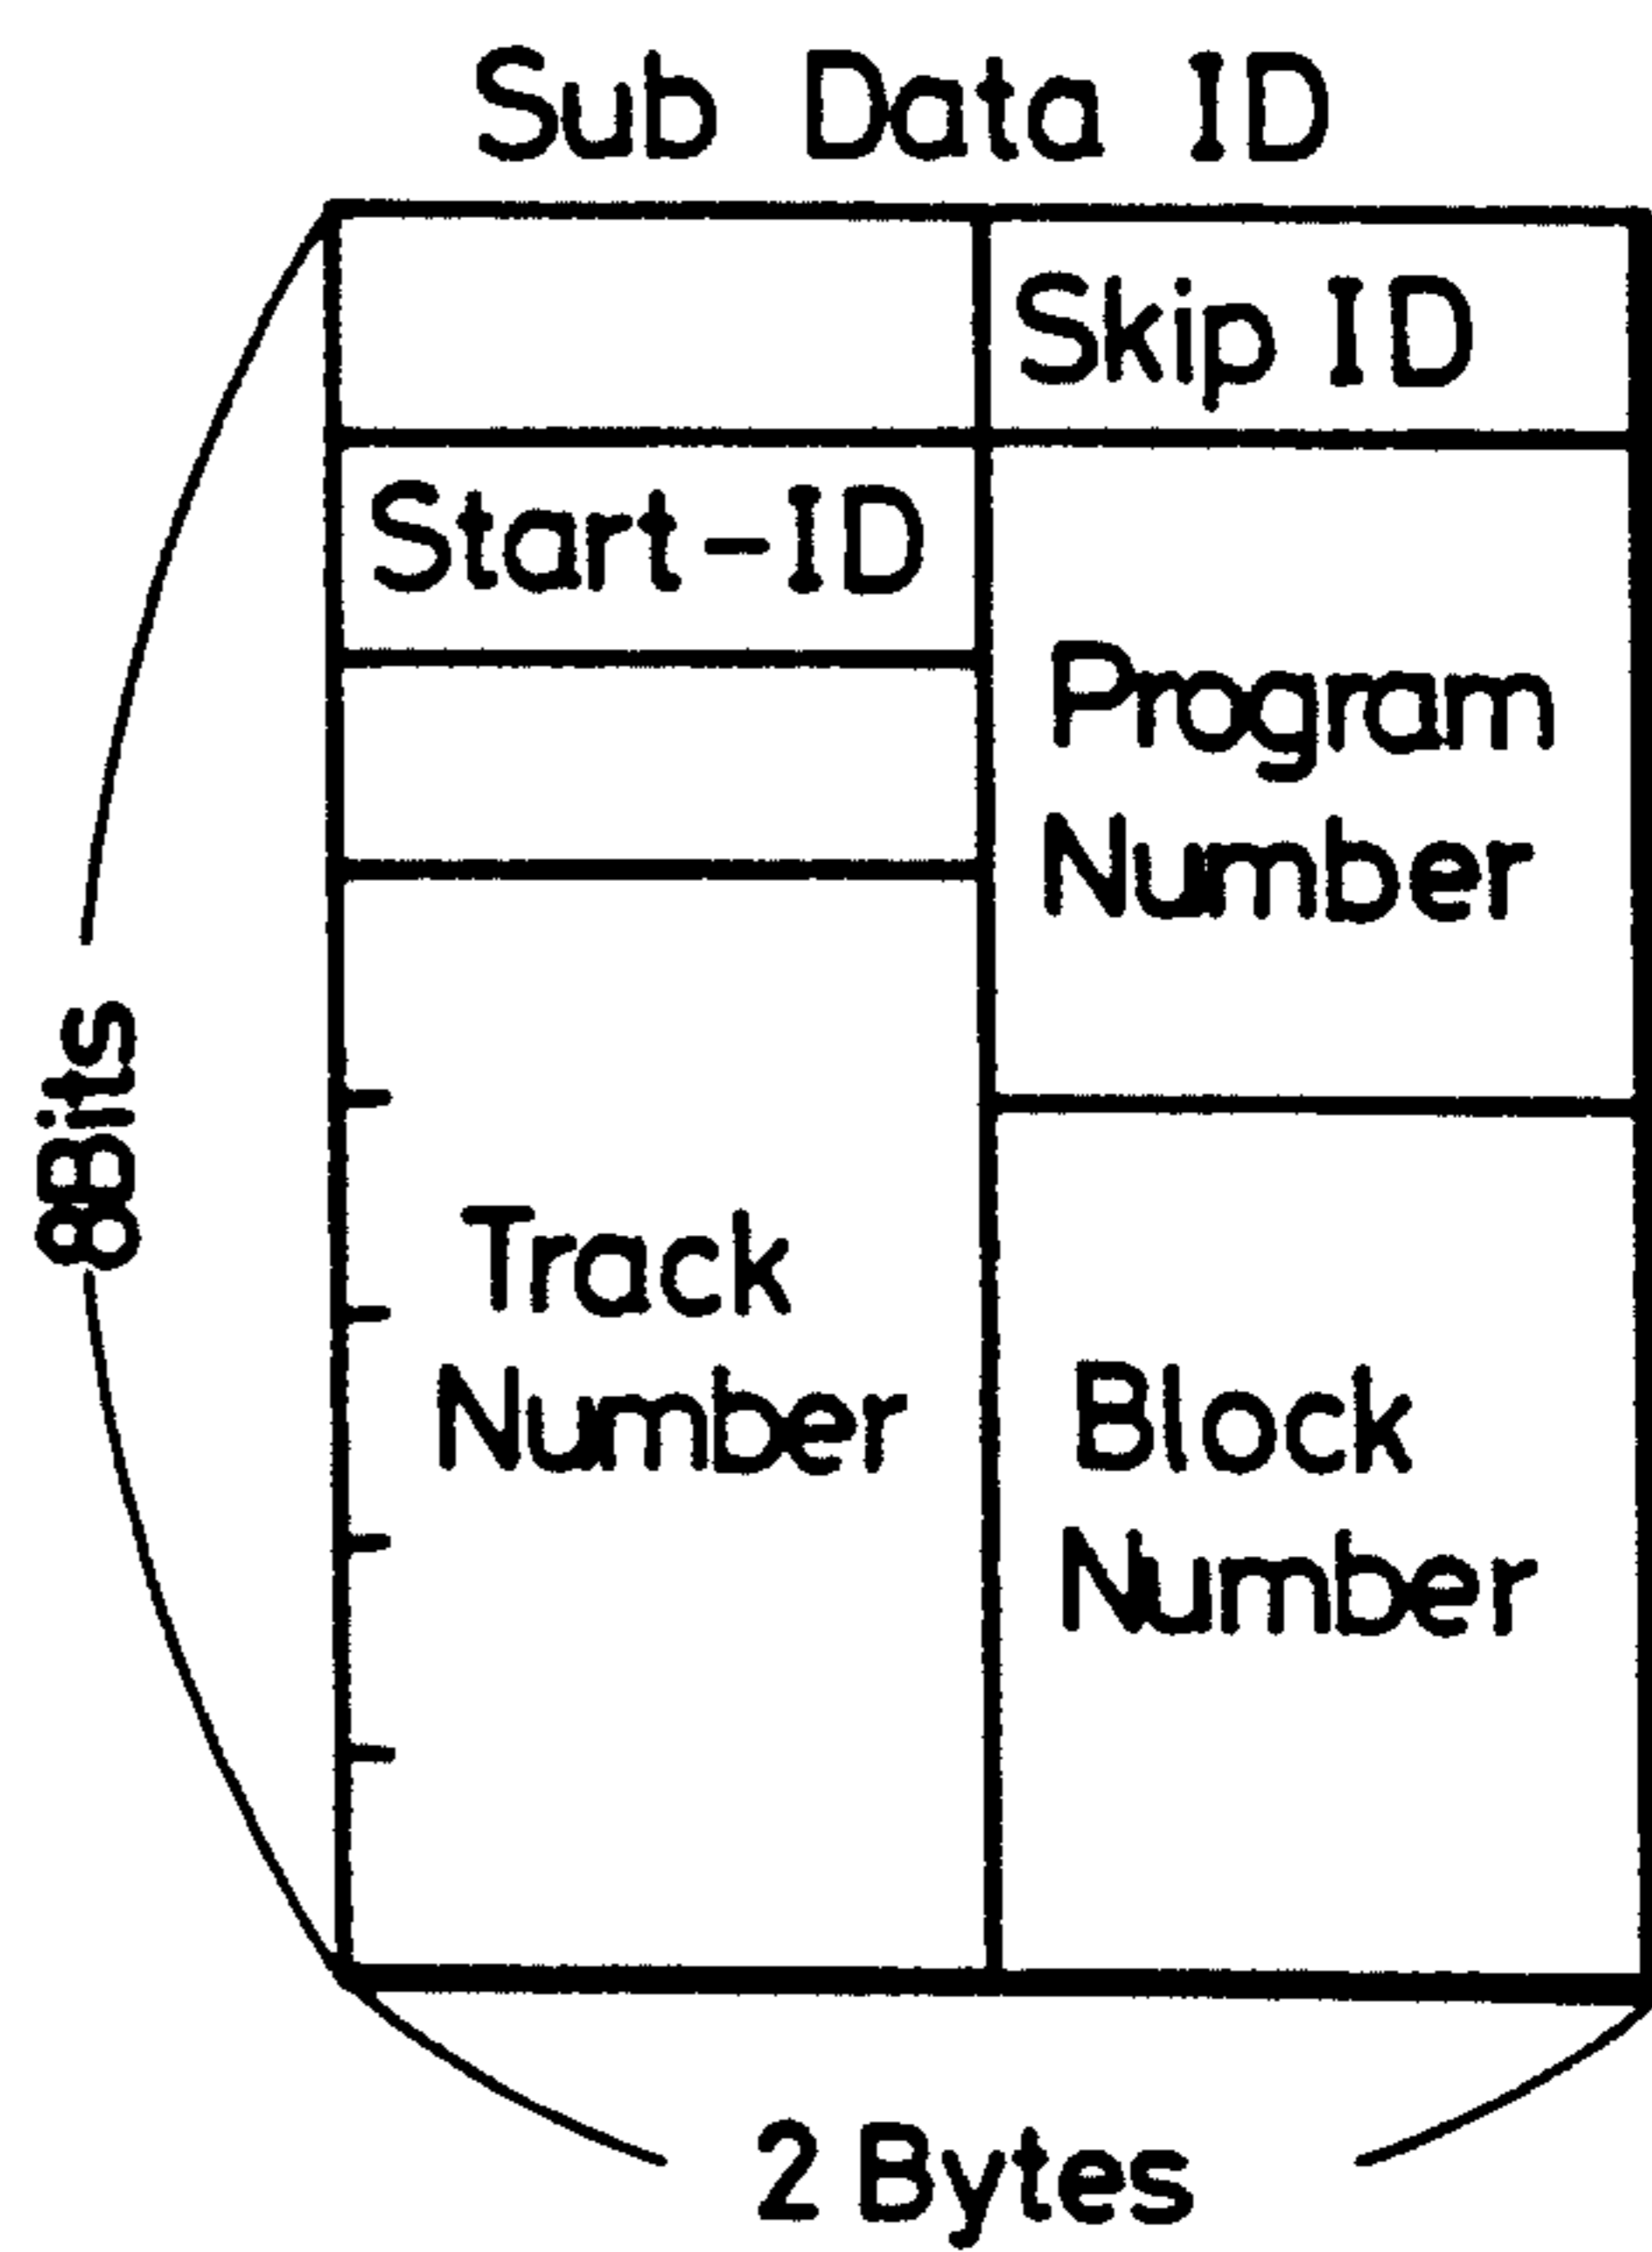 Sub Data ID
Skip ID
Start-ID
Program
Number
Track
Number
Block
Number
8Bits
2 Bytes